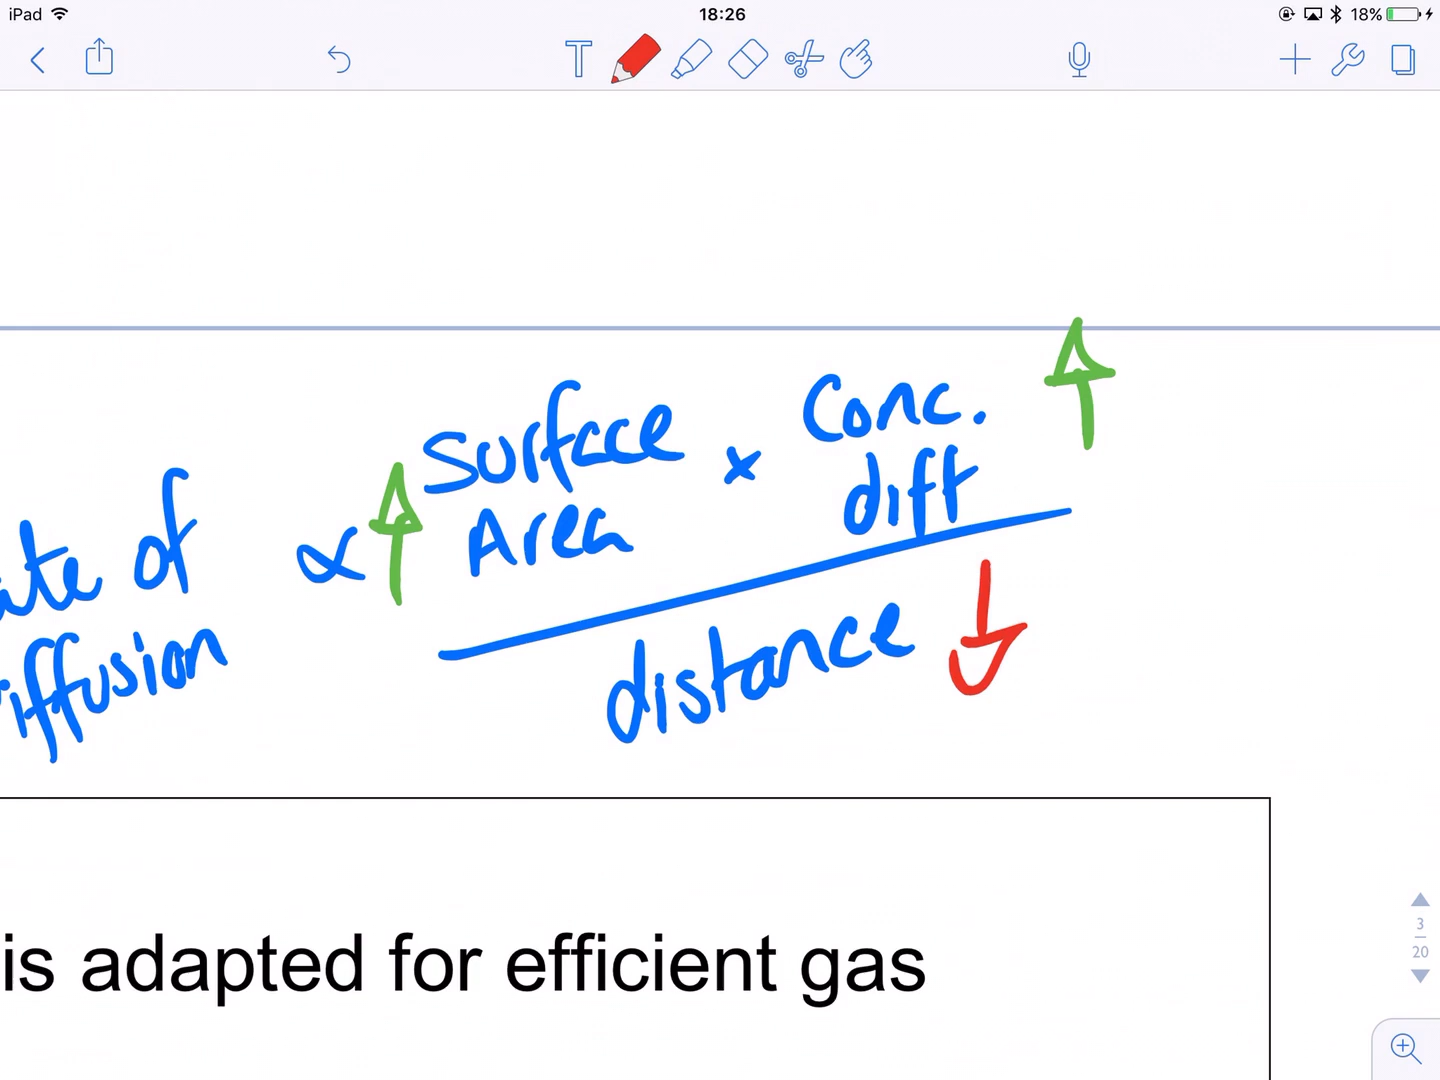 iPad
18:26
18%
T
Surface × Conc.
Area diff
ate of ∝
iffusion
distance
is adapted for efficient gas
3
20